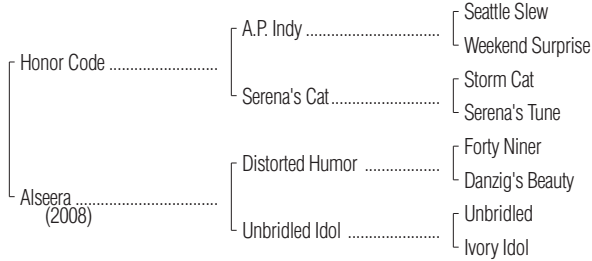 Seattle Slew
A.P. Indy ..............................
Weekend Surprise
Honor Code .........................
Storm Cat
Serena's Cat.........................
Serena's Tune
Forty Niner
Distorted Humor .................
Danzig's Beauty
Alseera .................................
(2008)
Unbridled
Unbridled Idol .....................
Ivory Idol